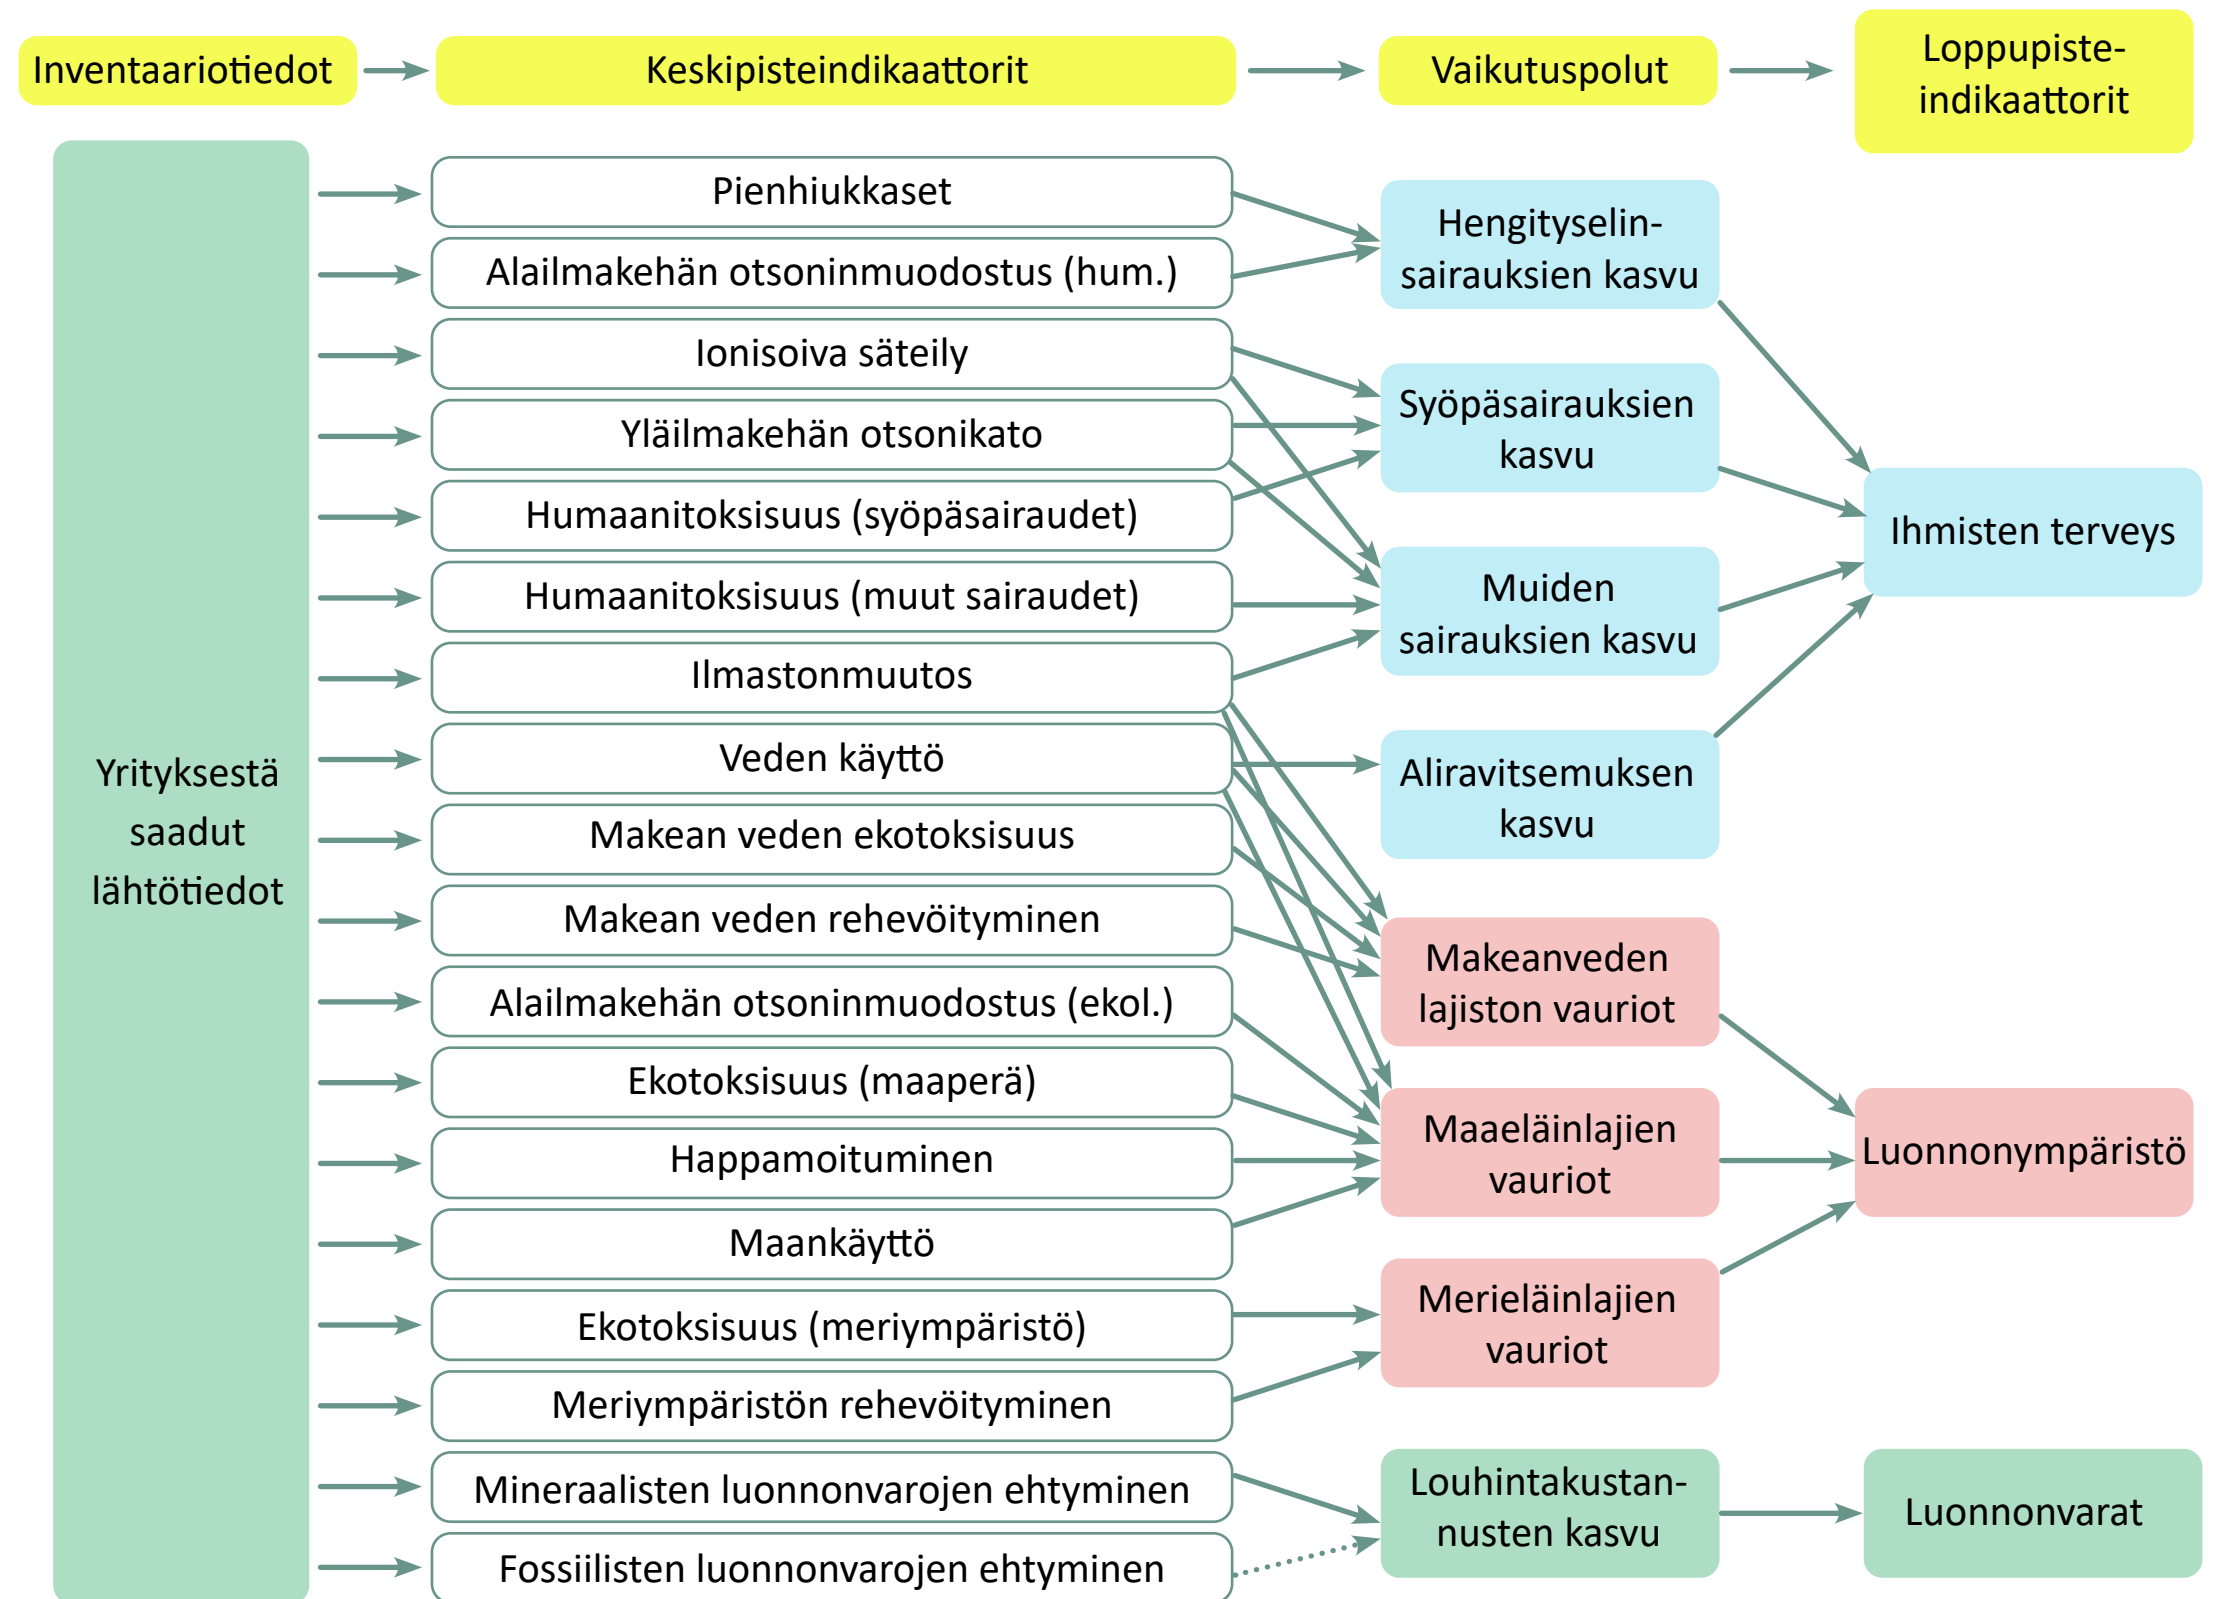 Inventaariotiedot
Keskipisteindikaattorit
Vaikutuspolut
Loppupiste-
indikaattorit
Yrityksestä
saadut
lähtötiedot
Pienhiukkaset
Alailmakehän otsoninmuodostus (hum.)
Ionisoiva säteily
Yläilmakehän otsonikato
Humaanitoksisuus (syöpäsairaudet)
Humaanitoksisuus (muut sairaudet)
Ilmastonmuutos
Veden käyttö
Makean veden ekotoksisuus
Makean veden rehevöityminen
Alailmakehän otsoninmuodostus (ekol.)
Ekotoksisuus (maaperä)
Happamoituminen
Maankäyttö
Ekotoksisuus (meriympäristö)
Meriympäristön rehevöityminen
Mineraalisten luonnonvarojen ehtyminen
Fossiilisten luonnonvarojen ehtyminen
Hengityselin-
sairauksien kasvu
Syöpäsairauksien
kasvu
Muiden
sairauksien kasvu
Aliravitsemuksen
kasvu
Makeanveden
lajiston vauriot
Maaeläinlajien
vauriot
Merieläinlajien
vauriot
Louhintakustan-
nusten kasvu
Ihmisten terveys
Luonnonympäristö
Luonnonvarat